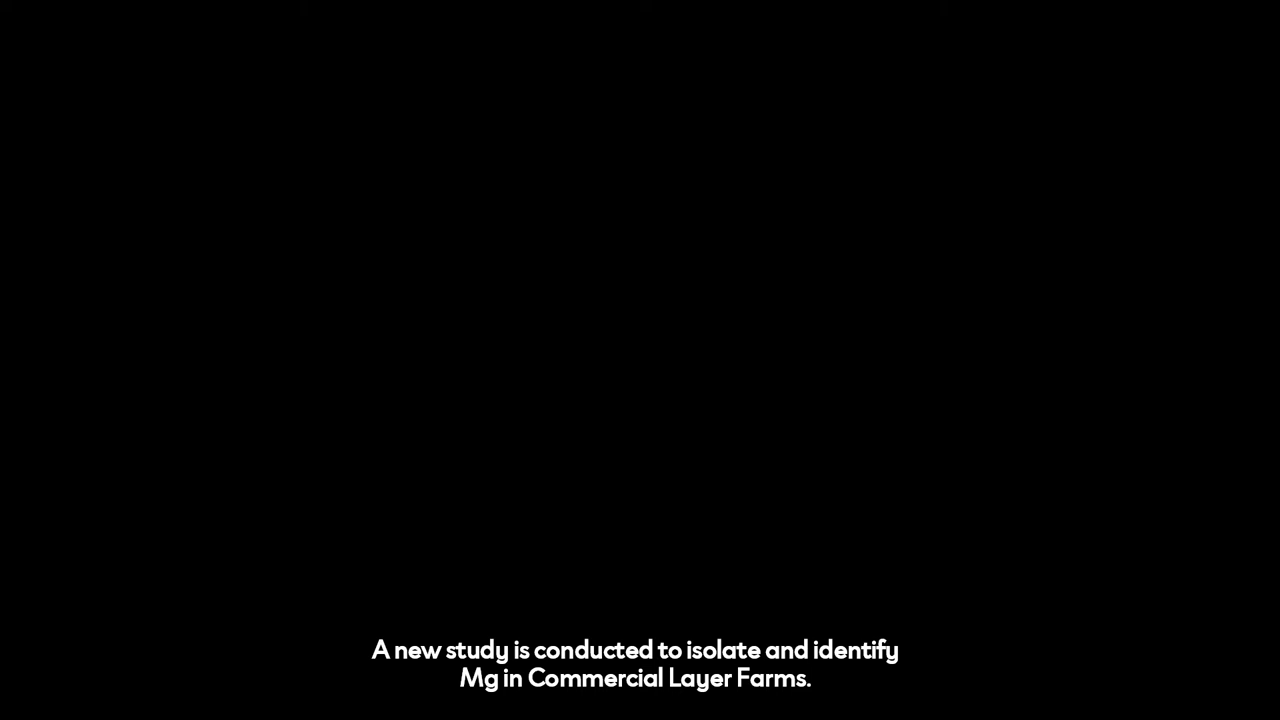 A new study is conducted to isolate and identify
Mg in Commercial Layer Farms.